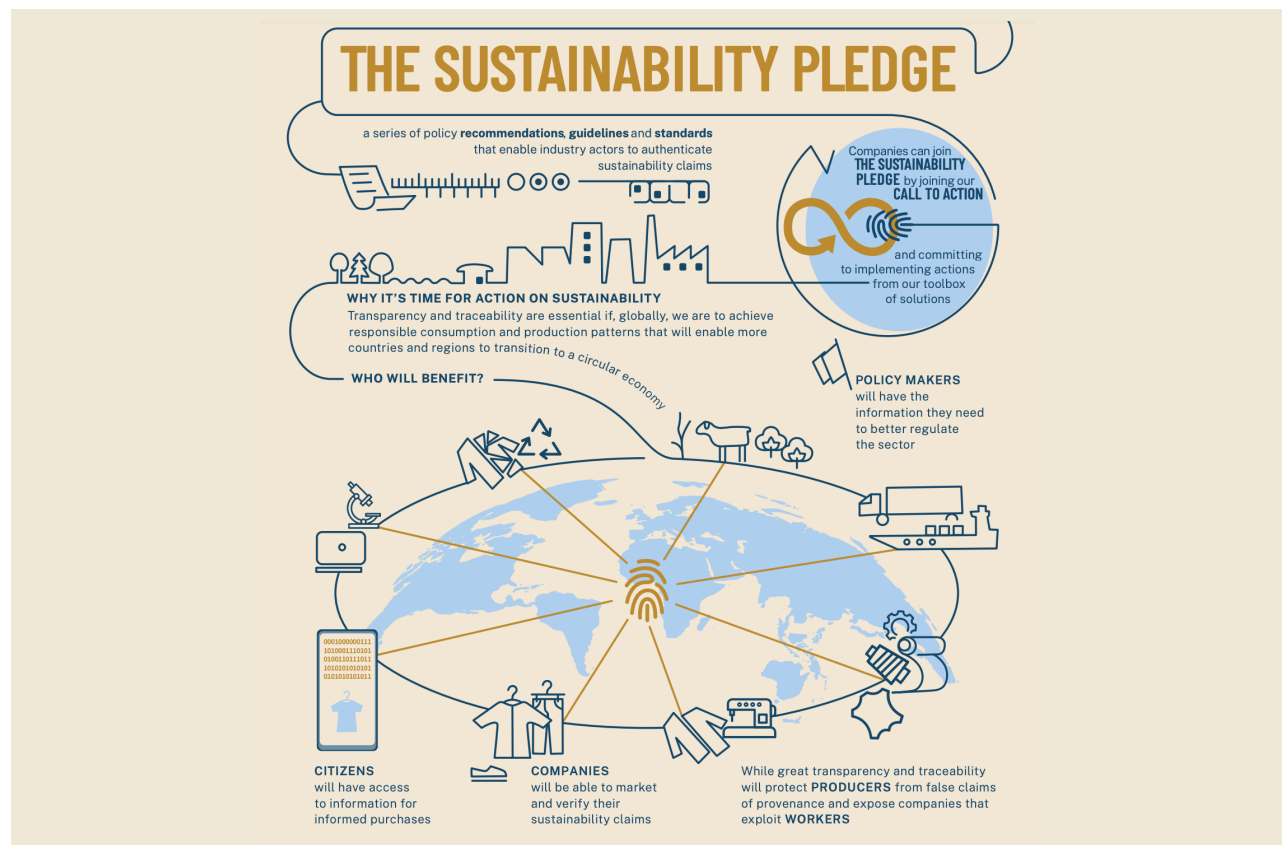 THE SUSTAINABILITY PLEDGE
a series of policy recommendations, guidelines and standards
that enable industry actors to authenticate
sustainability claims
Companies can join
THE SUSTAINABILITY
PLEDGE by joining our
CALL TO ACTION
and committing
to implementing actions
from our toolbox
of solutions
WHY IT'S TIME FOR ACTION ON SUSTAINABILITY
Transparency and traceability are essential if, globally, we are to achieve
responsible consumption and production patterns that will enable more
countries and regions to transition to a circular economy
WHO WILL BENEFIT?
POLICY MAKERS
will have the
information they need
to better regulate
the sector
0001000000111
1010001110101
0100110111011
1010101010101
0101010101011
CITIZENS
will have access
to information for
informed purchases
COMPANIES
will be able to market
and verify their
sustainability claims
While great transparency and traceability
will protect PRODUCERS from false claims
of provenance and expose companies that
exploit WORKERS